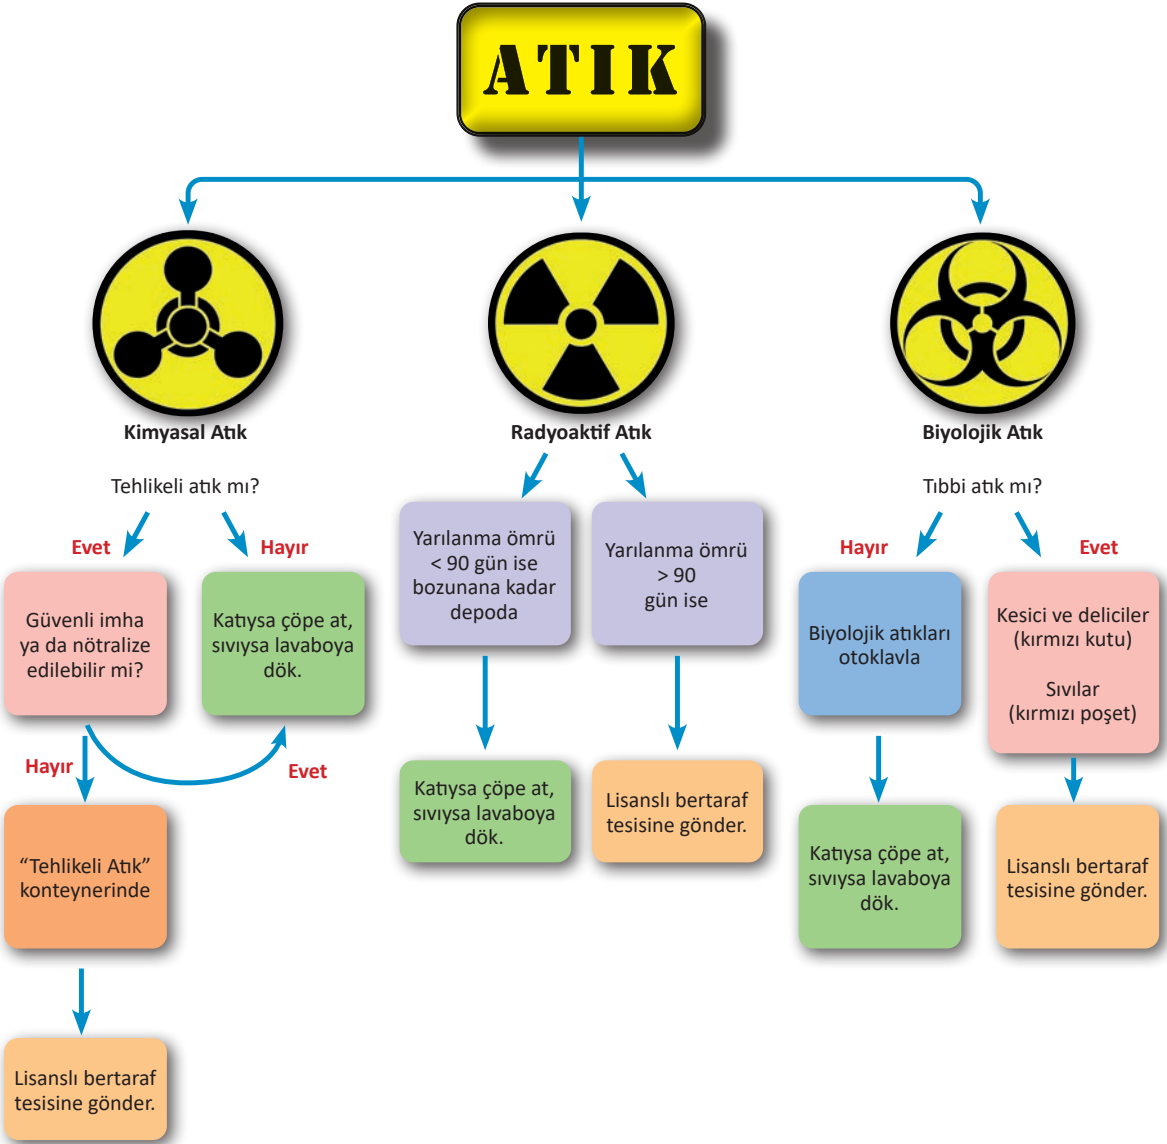 ATIK
Kimyasal Atık
Tehlikeli atık mı?
Evet
Hayır
Güvenli imha
ya da nötralize
edilebilir mi?
Katıysa çöpe at,
sıvıysa lavaboya
dök.
Hayır
Evet
“Tehlikeli Atık”
konteynerinde
Lisanslı bertaraf
tesisine gönder.
Radyoaktif Atık
Yarılanma ömrü
< 90 gün ise
bozunana kadar
depoda
Yarılanma ömrü
> 90
gün ise
Katıysa çöpe at,
sıvıysa lavaboya
dök.
Lisanslı bertaraf
tesisine gönder.
Biyolojik Atık
Tıbbi atık mı?
Hayır
Evet
Biyolojik atıkları
otoklavla
Kesici ve deliciler
(kırmızı kutu)
Sıvılar
(kırmızı poşet)
Katıysa çöpe at,
sıvıysa lavaboya
dök.
Lisanslı bertaraf
tesisine gönder.